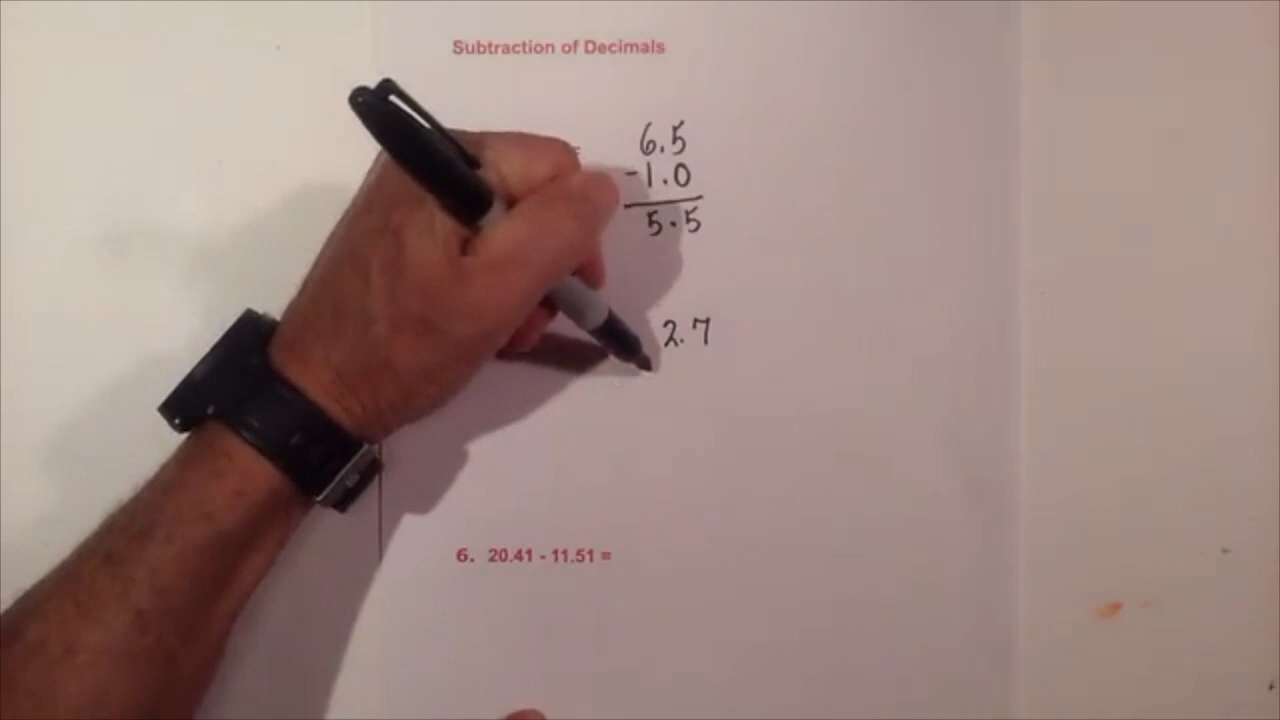 Subtraction of Decimals
=
6.5
-1.0
5.5
2.7
6. 20.41 - 11.51 =